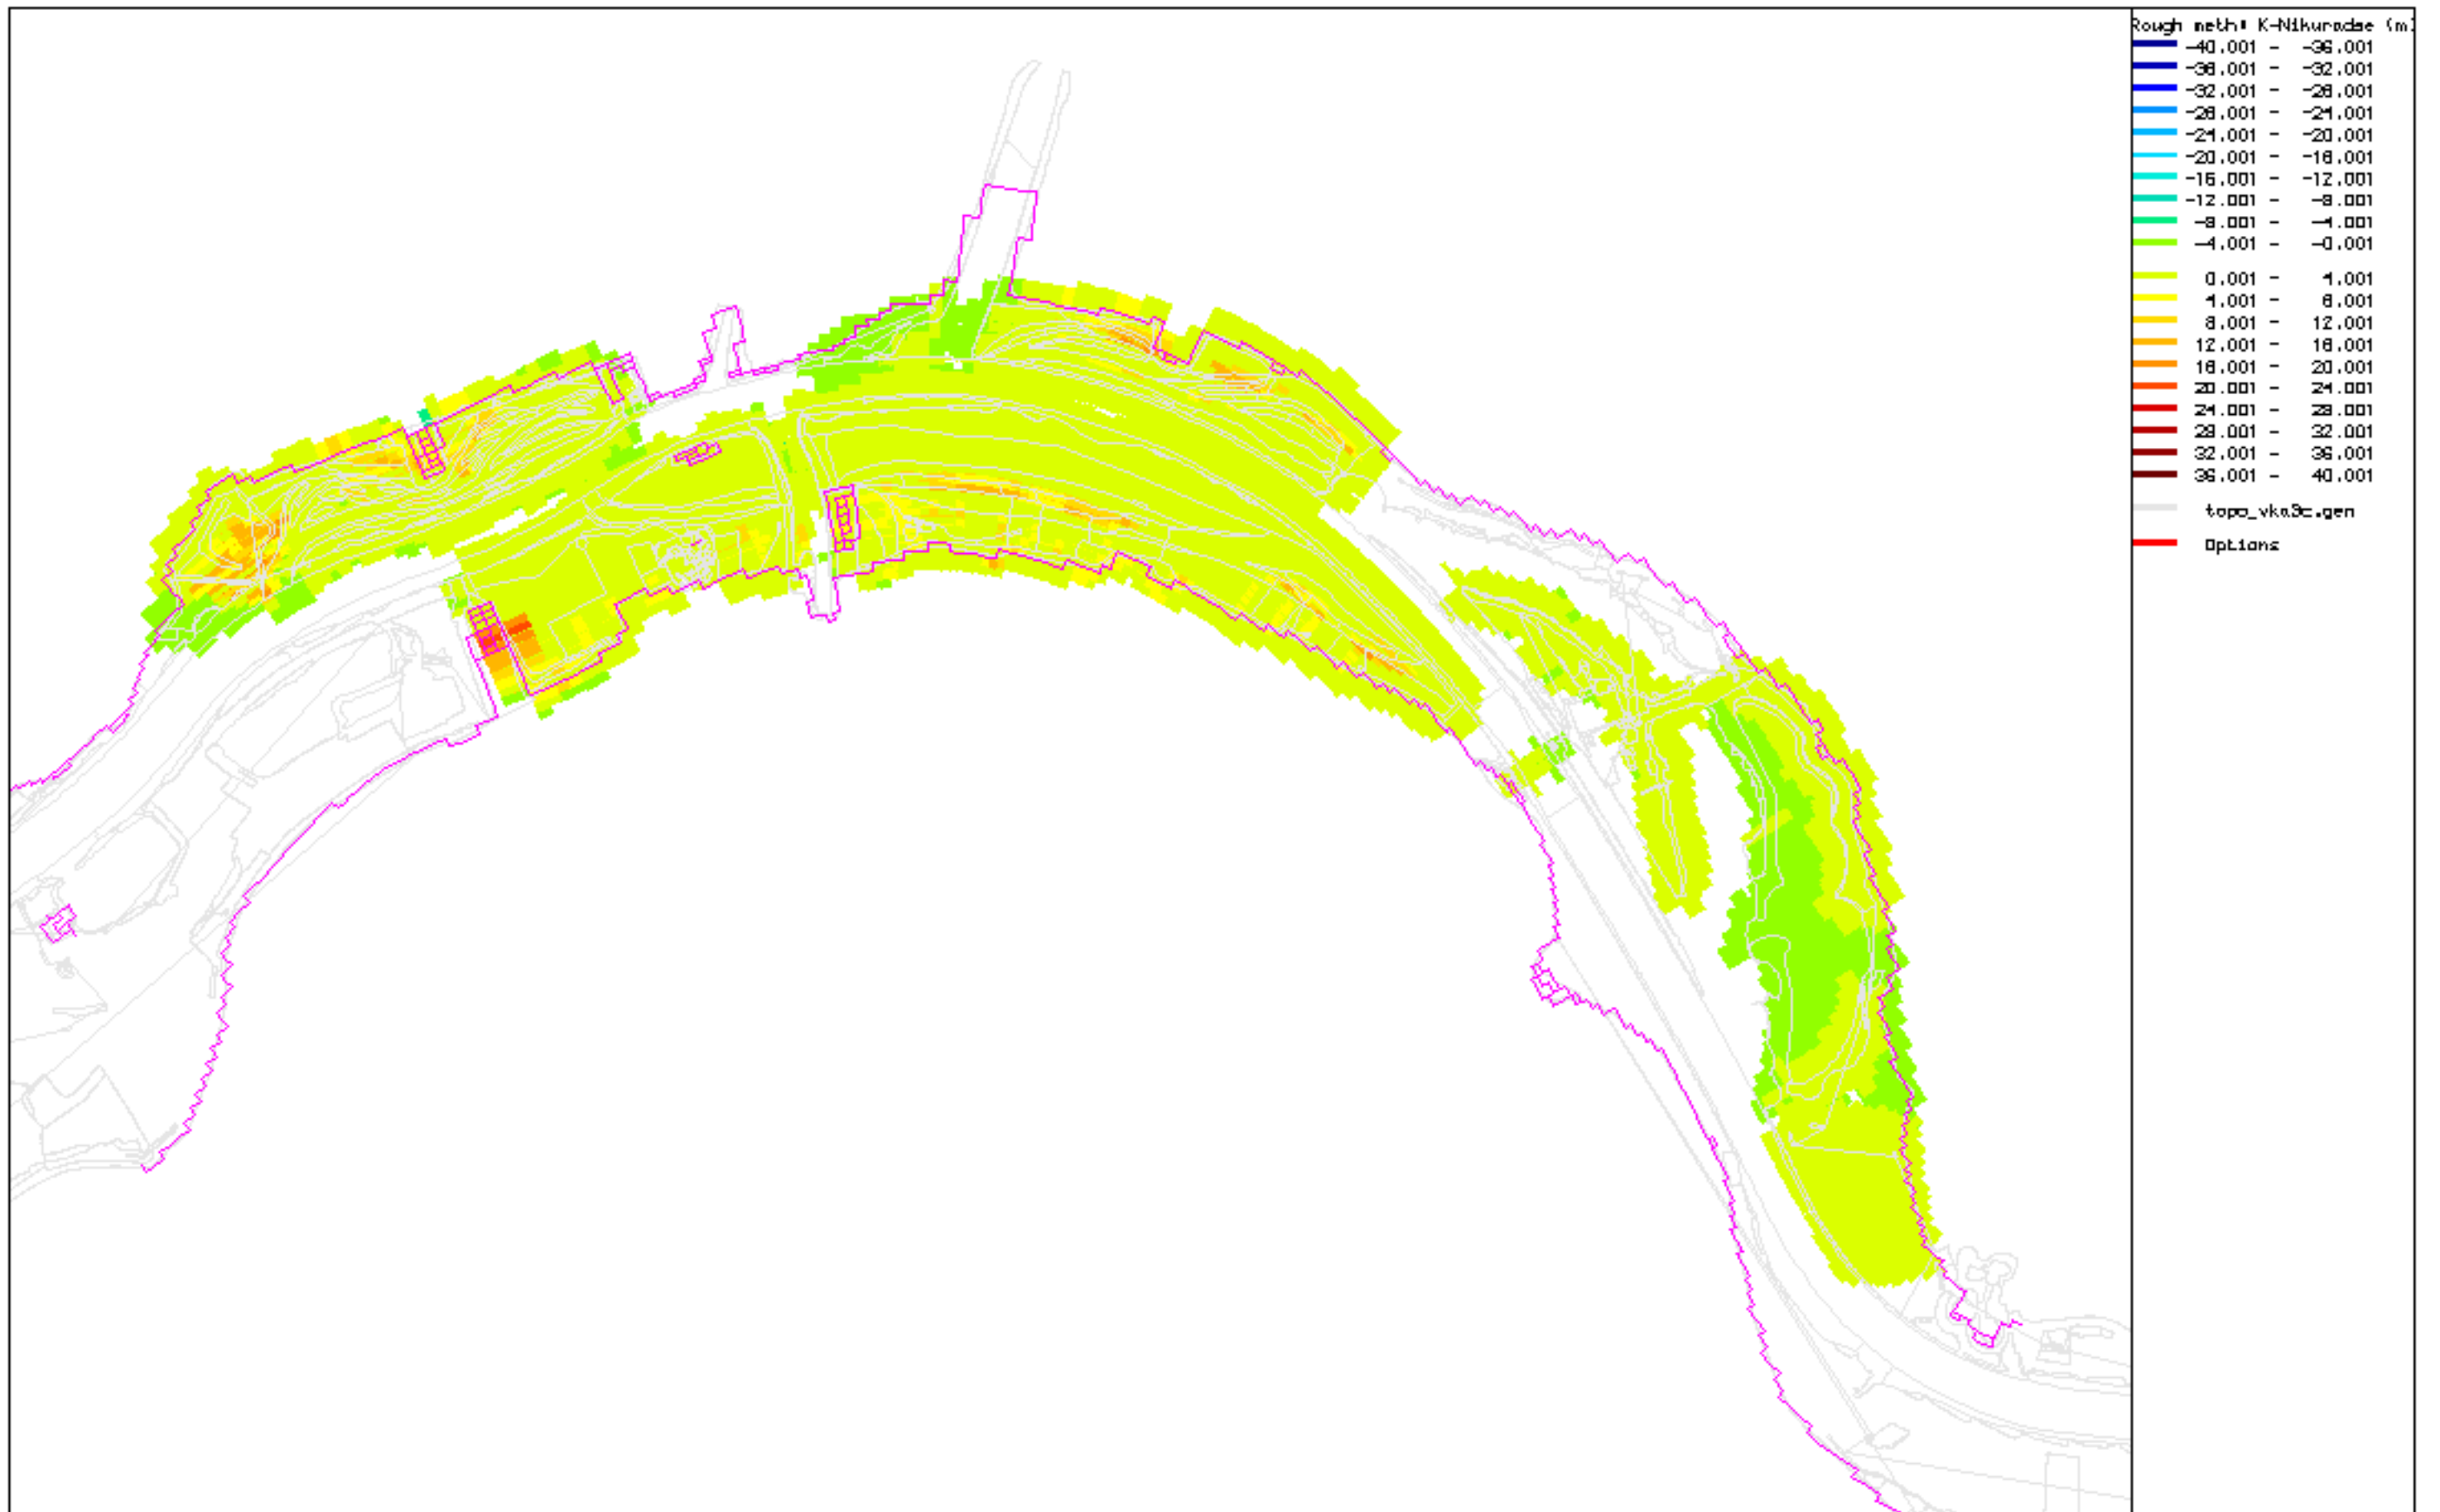 Rough meth: K-Nikuradse (m)
-40.001 - -36.001
-36.001 - -32.001
-32.001 - -28.001
-28.001 - -24.001
-24.001 - -20.001
-20.001 - -16.001
-16.001 - -12.001
-12.001 - -8.001
-8.001 - -4.001
-4.001 - -0.001
0.001 - 4.001
4.001 - 8.001
8.001 - 12.001
12.001 - 16.001
16.001 - 20.001
20.001 - 24.001
24.001 - 28.001
28.001 - 32.001
32.001 - 36.001
36.001 - 40.001
topo_vka3c.gen
Options